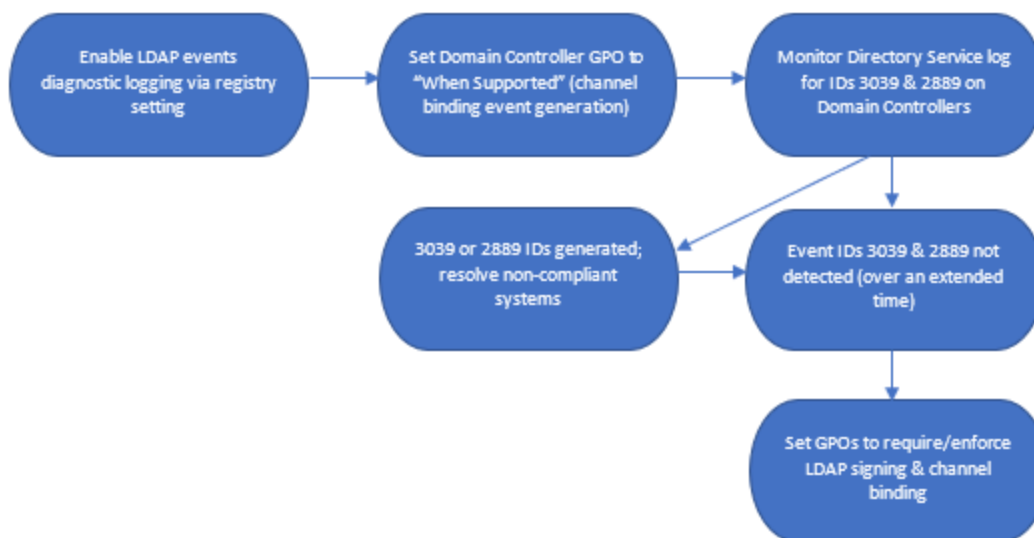 Enable LDAP events
diagnostic logging via registry
setting
Set Domain Controller GPO to
“When Supported” (channel
binding event generation)
Monitor Directory Service log
for IDs 3039 & 2889 on
Domain Controllers
3039 or 2889 IDs generated;
resolve non-compliant
systems
Event IDs 3039 & 2889 not
detected (over an extended
time)
Set GPOs to require/enforce
LDAP signing & channel
binding